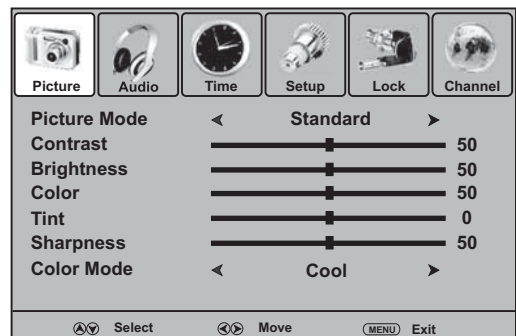 Picture Audio Time Setup Lock Channel
Picture Mode Standard
Contrast 50
Brightness 50
Color 50
Tint 0
Sharpness 50
Color Mode Cool
Select Move MENU Exit